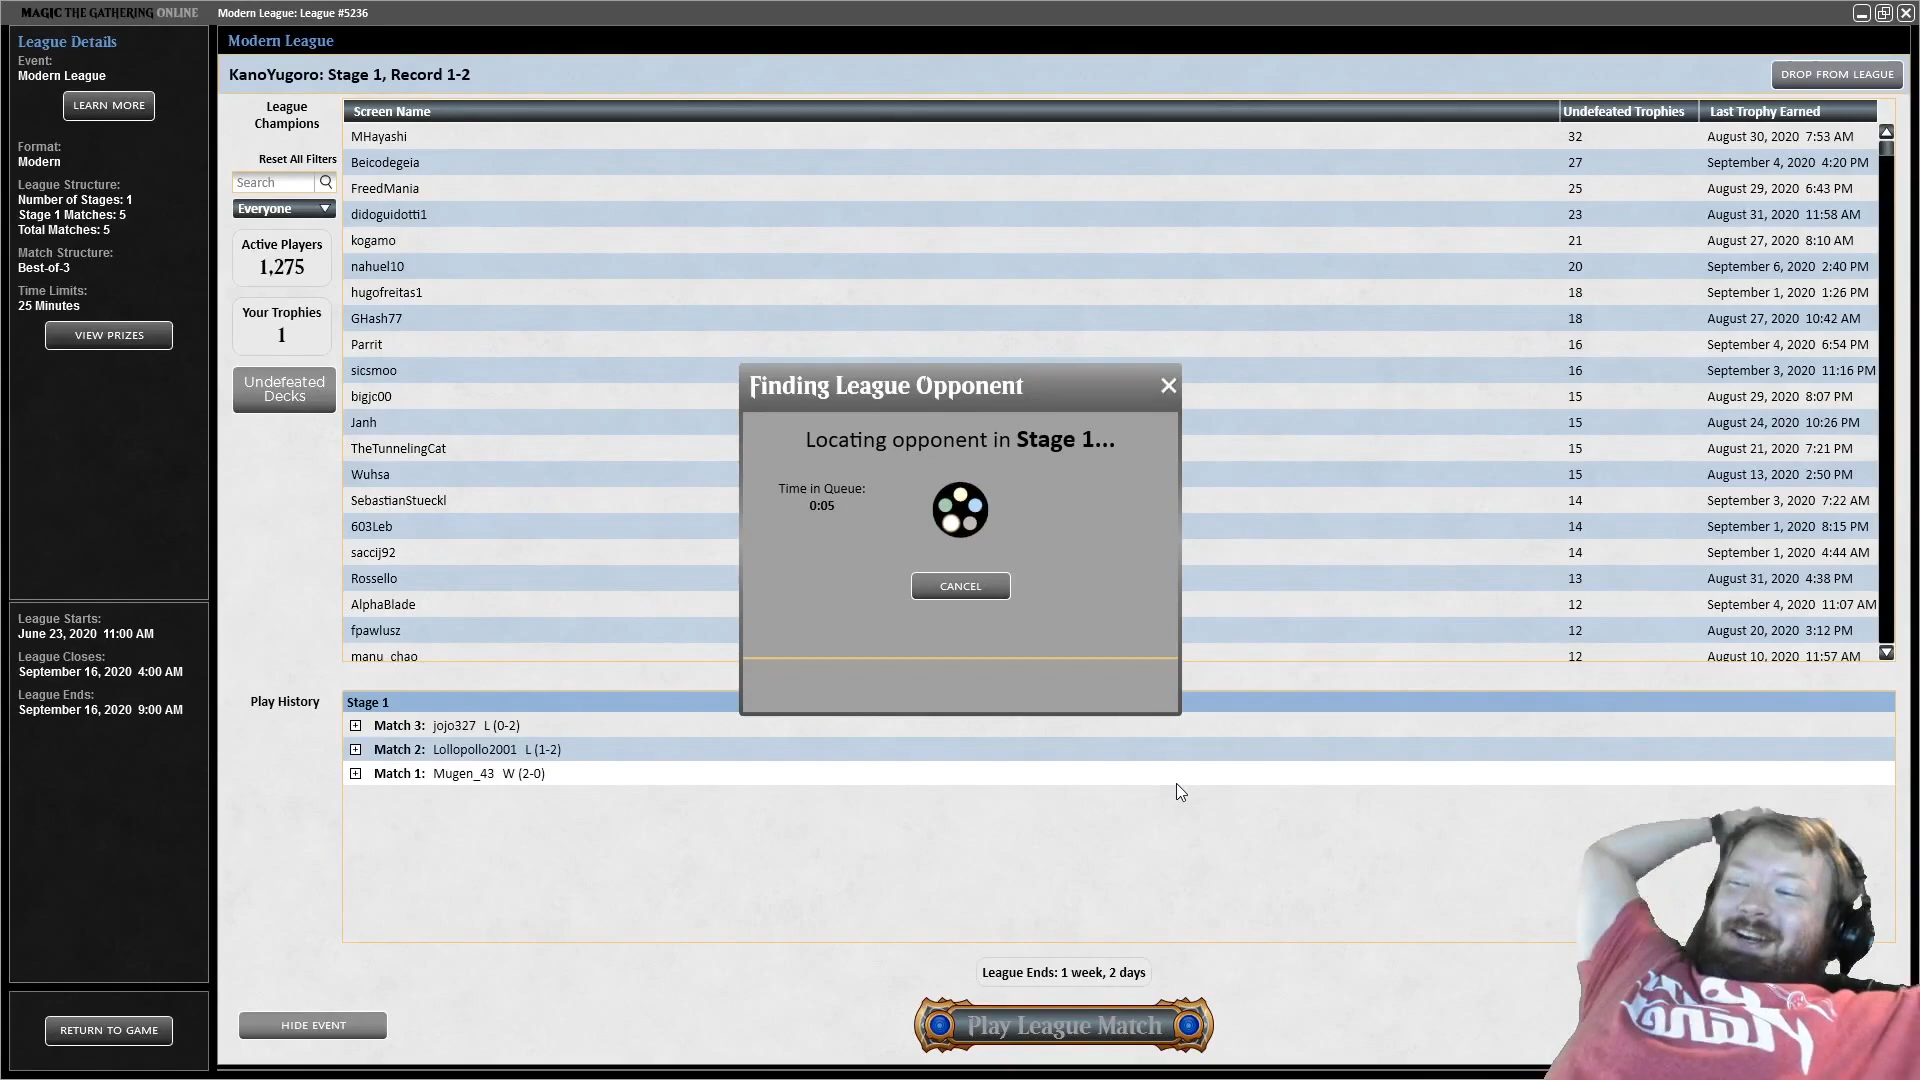 MAGIC THE GATHERING ONLINE
Modern League: League #5236
League Details
Event:
Modern League
LEARN MORE
Format:
Modern
League Structure:
Number of Stages: 1
Stage 1 Matches: 5
Total Matches: 5
Match Structure:
Best-of-3
Time Limits:
25 Minutes
VIEW PRIZES
League Starts:
June 23, 2020 11:00 AM
League Closes:
September 16, 2020 4:00 AM
League Ends:
September 16, 2020 9:00 AM
RETURN TO GAME
Modern League
KanoYugoro: Stage 1, Record 1-2
DROP FROM LEAGUE
League
Champions
Reset All Filters
Search
Everyone
Active Players
1,275
Your Trophies
1
Undefeated
Decks
Screen Name Undefeated Trophies Last Trophy Earned
MHayashi 32 August 30, 2020 7:53 AM
Beicodegeia 27 September 4, 2020 4:20 PM
FreedMania 25 August 29, 2020 6:43 PM
didoguidotti1 23 August 31, 2020 11:58 AM
kogamo 21 August 27, 2020 8:10 AM
nahuel10 20 September 6, 2020 2:40 PM
hugofreitas1 18 September 1, 2020 1:26 PM
GHash77 18 August 27, 2020 10:42 AM
Parrit 16 September 4, 2020 6:54 PM
sicsmoo 16 September 3, 2020 11:16 PM
bigjc00 15 August 29, 2020 8:07 PM
Janh 15 August 24, 2020 10:26 PM
TheTunnelingCat 15 August 21, 2020 7:21 PM
Wuhsa 15 August 13, 2020 2:50 PM
SebastianStueckl 14 September 3, 2020 7:22 AM
603Leb 14 September 1, 2020 8:15 PM
saccij92 14 September 1, 2020 4:44 AM
Rossello 13 August 31, 2020 4:38 PM
AlphaBlade 12 September 4, 2020 11:07 AM
fpawlusz 12 August 20, 2020 3:12 PM
manu_chao 12 August 10, 2020 11:57 AM
Finding League Opponent
Locating opponent in Stage 1...
Time in Queue:
0:05
CANCEL
Play History
Stage 1
Match 3: jojo327 L (0-2)
Match 2: Lollopollo2001 L (1-2)
Match 1: Mugen_43 W (2-0)
League Ends: 1 week, 2 days
HIDE EVENT
Play League Match